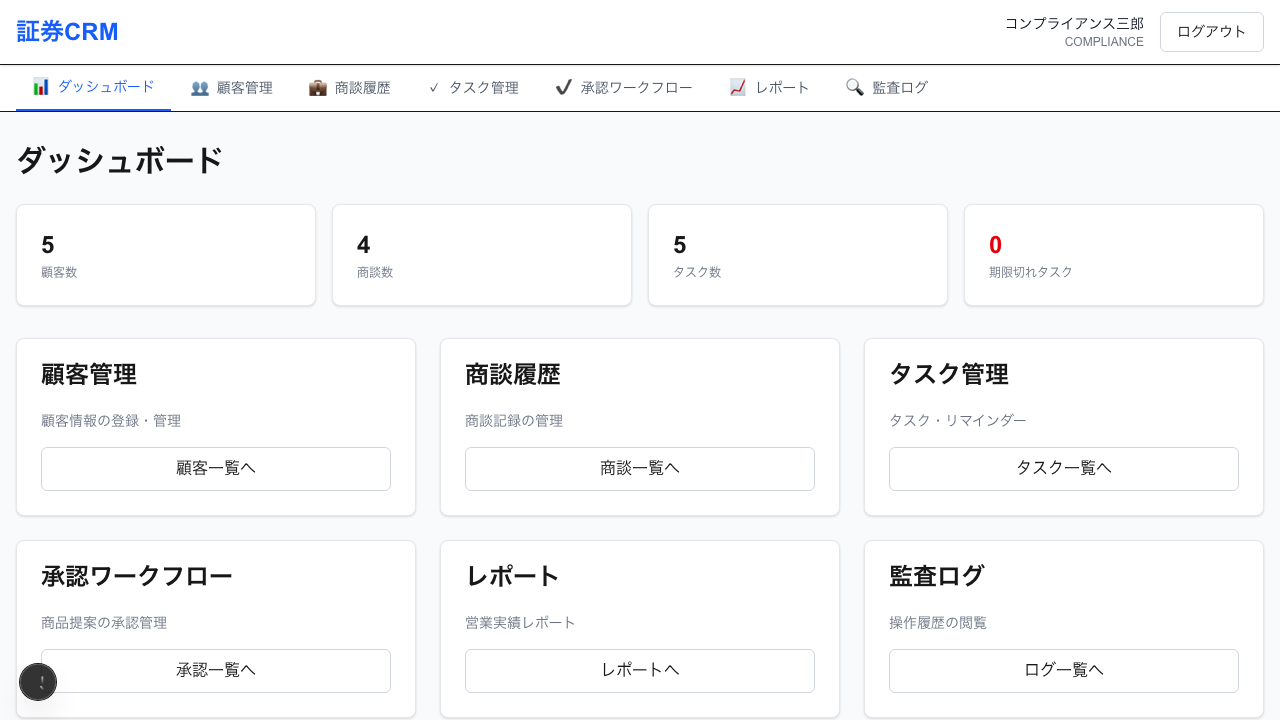 証券CRM
コンプライアンス三郎
COMPLIANCE
ログアウト
ダッシュボード
顧客管理
商談履歴
✓ タスク管理
承認ワークフロー
レポート
監査ログ
ダッシュボード
5
顧客数
4
商談数
5
タスク数
0
期限切れタスク
顧客管理
顧客情報の登録・管理
顧客一覧へ
商談履歴
商談記録の管理
商談一覧へ
タスク管理
タスク・リマインダー
タスク一覧へ
承認ワークフロー
商品提案の承認管理
承認一覧へ
レポート
営業実績レポート
レポートへ
監査ログ
操作履歴の閲覧
ログ一覧へ